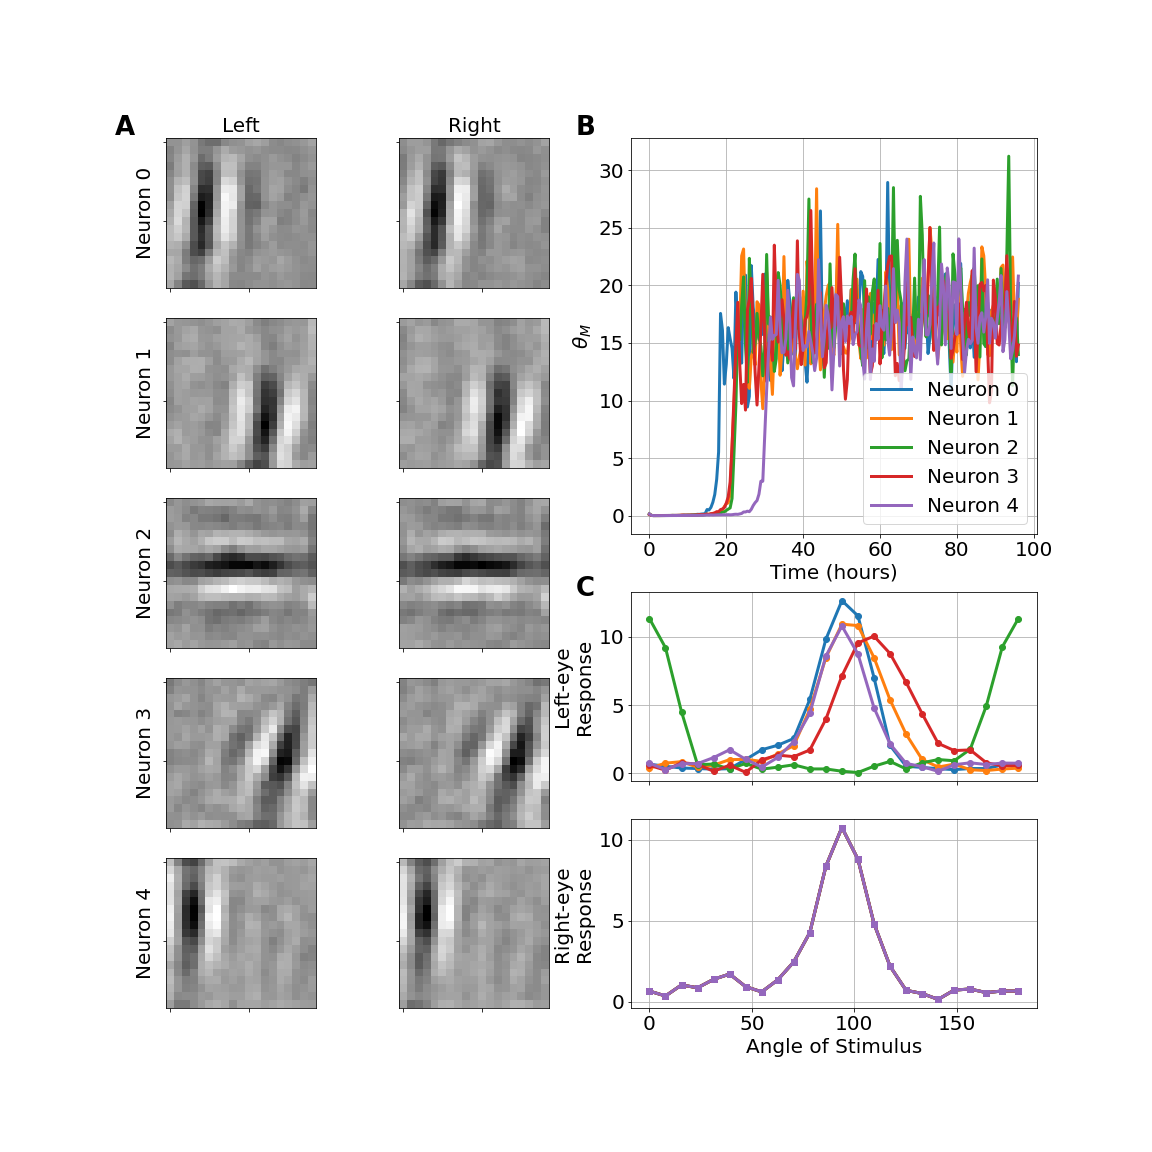 A
Left
Right
Neuron 0
Neuron 1
Neuron 2
Neuron 3
Neuron 4
B
θM
30
25
20
15
10
5
0
Neuron 0
Neuron 1
Neuron 2
Neuron 3
Neuron 4
0 20 40 60 80 100
Time (hours)
C
Left-eye
Response
10
5
0
Right-eye
Response
10
5
0
0 50 100 150
Angle of Stimulus